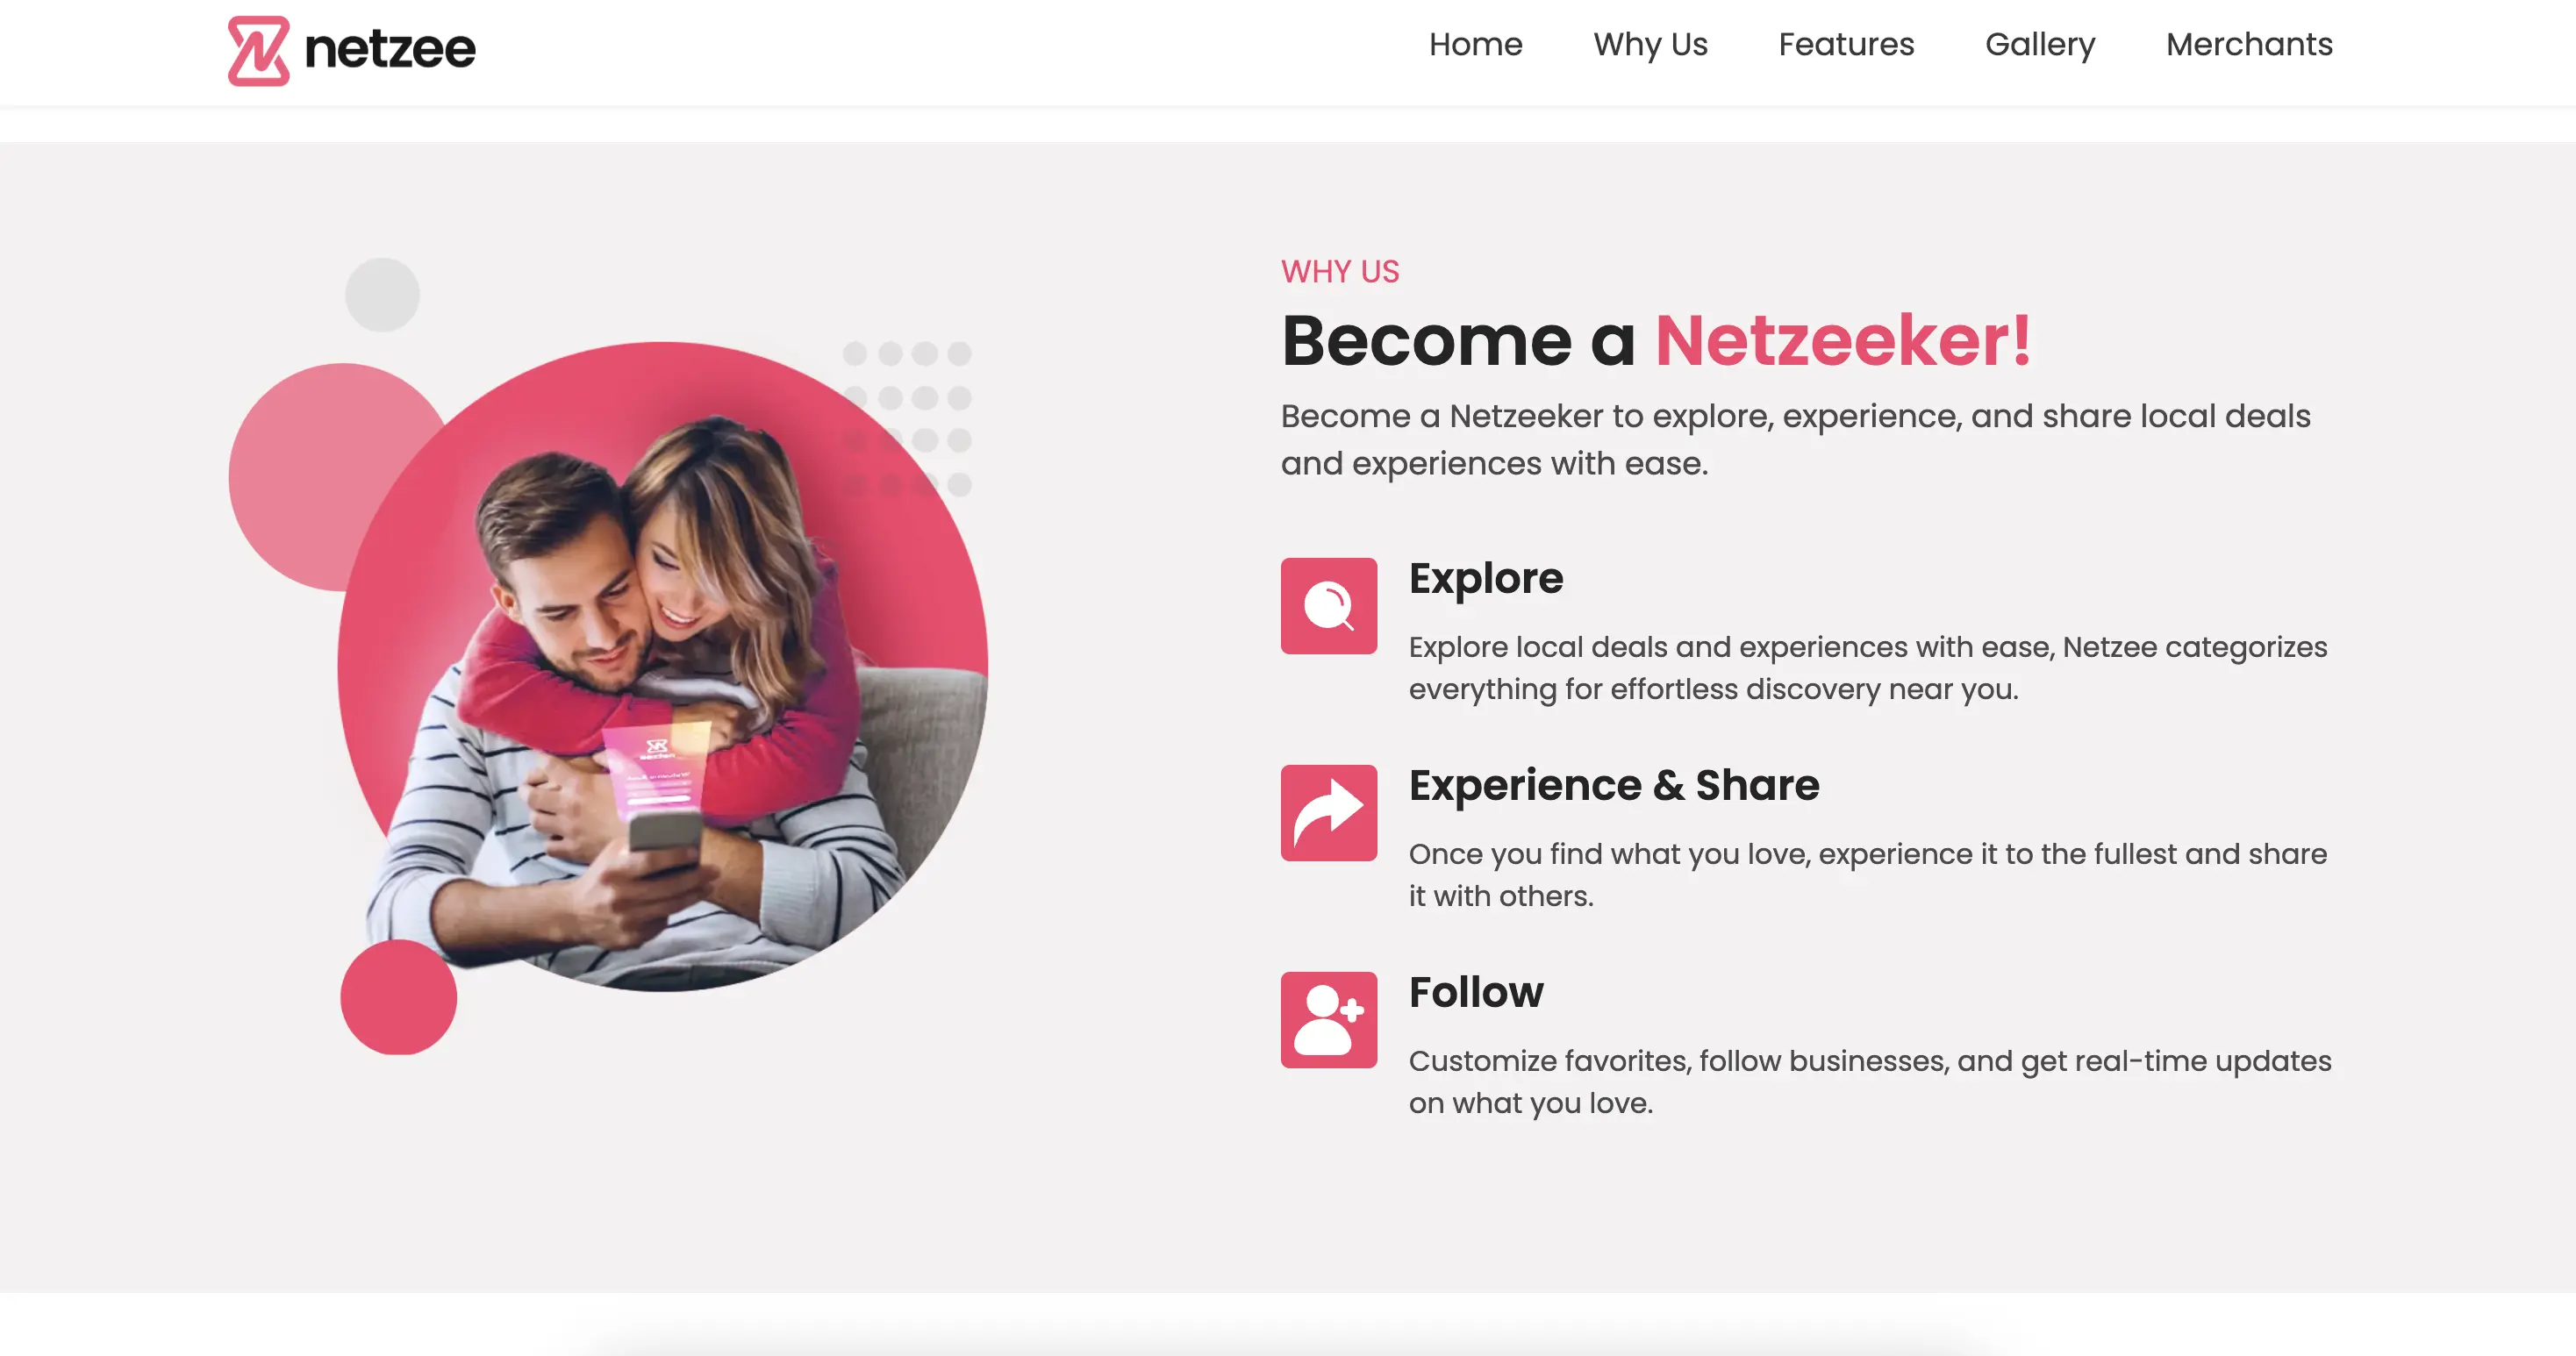 netzee
Home Why Us Features Gallery Merchants
WHY US
Become a Netzeeker!
Become a Netzeeker to explore, experience, and share local deals
and experiences with ease.
Explore
Explore local deals and experiences with ease, Netzee categorizes
everything for effortless discovery near you.
Experience & Share
Once you find what you love, experience it to the fullest and share
it with others.
Follow
Customize favorites, follow businesses, and get real-time updates
on what you love.